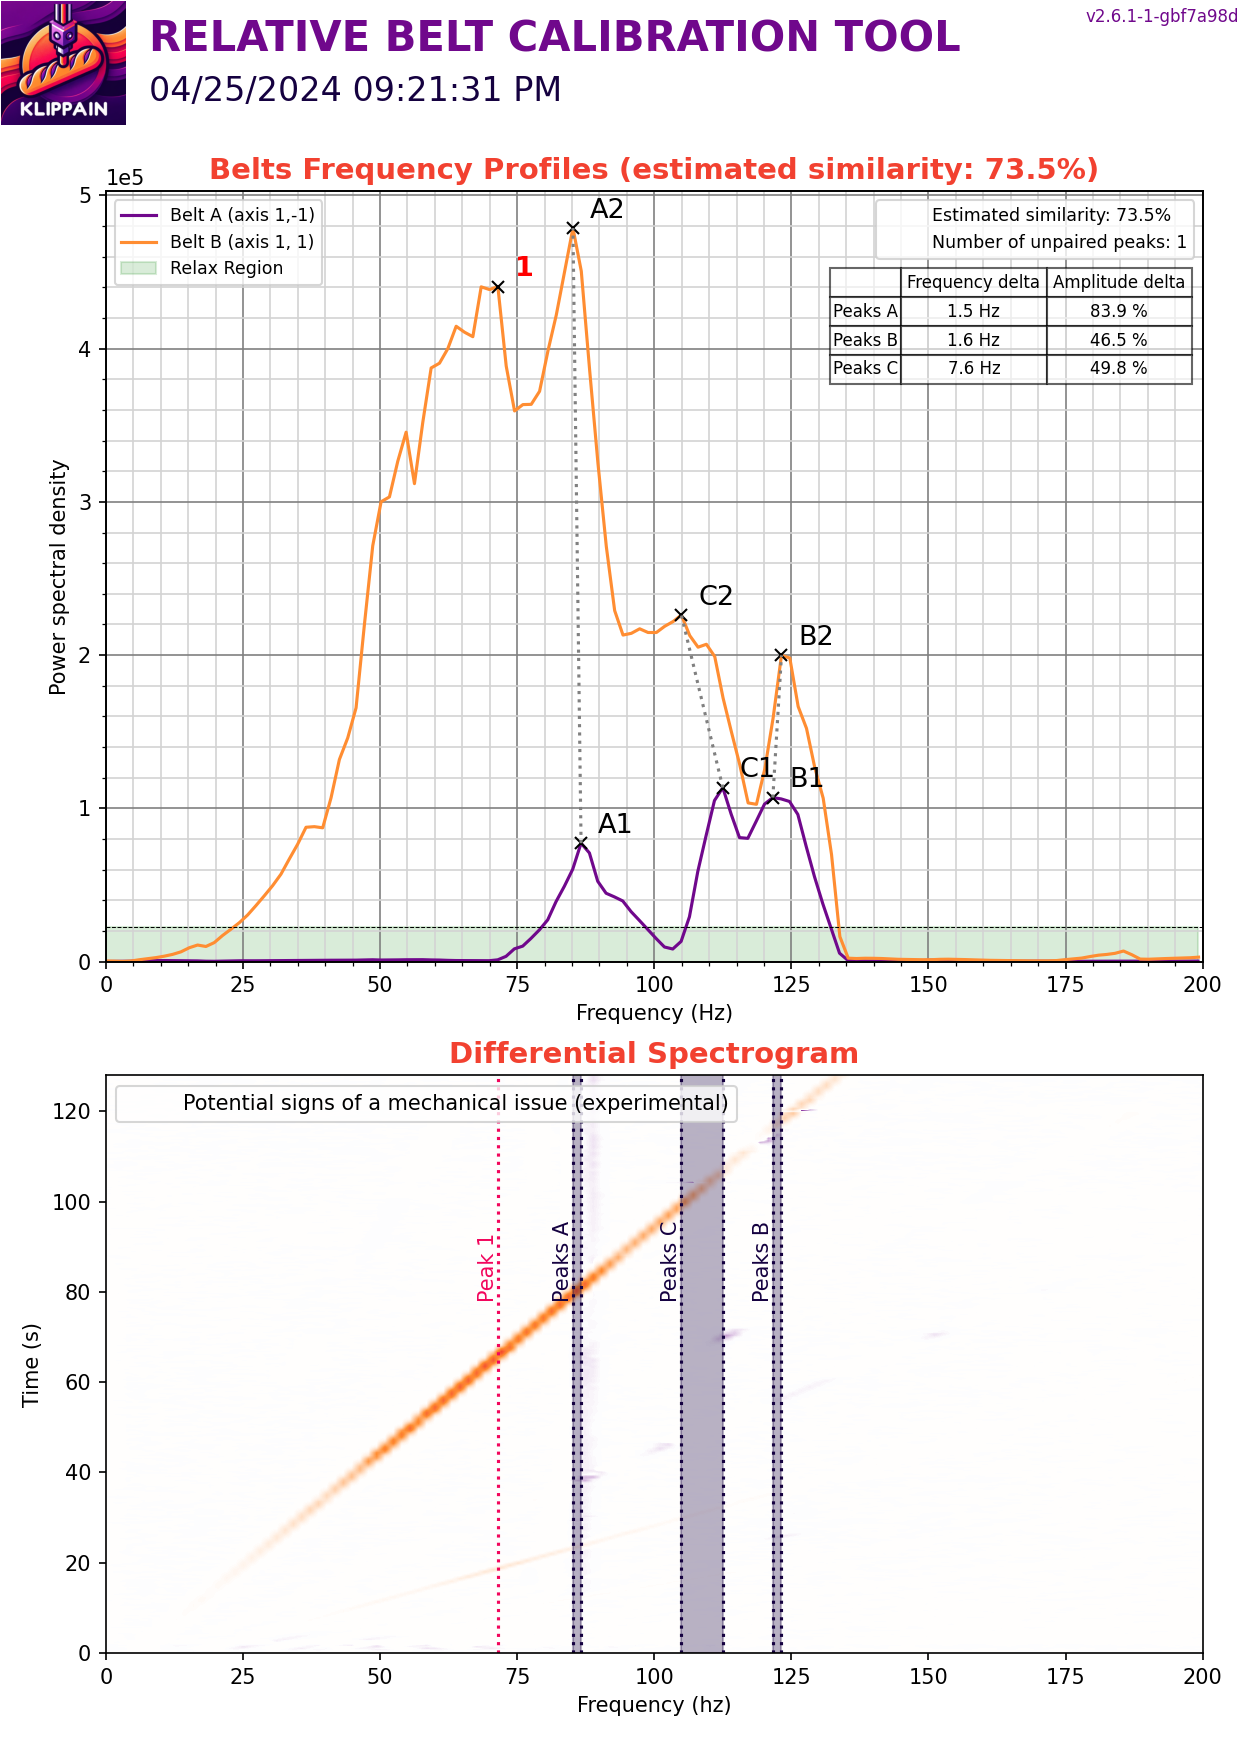 KLIPPAIN
RELATIVE BELT CALIBRATION TOOL
04/25/2024 09:21:31 PM
v2.6.1-1-gbf7a98d
Belts Frequency Profiles (estimated similarity: 73.5%)
1e5
Belt A (axis 1,-1)
Belt B (axis 1, 1)
Relax Region
Estimated similarity: 73.5%
Number of unpaired peaks: 1
Frequency delta Amplitude delta
Peaks A 1.5 Hz 83.9 %
Peaks B 1.6 Hz 46.5 %
Peaks C 7.6 Hz 49.8 %
A2
1
C2
B2
C1
B1
A1
5
4
3
2
1
0
Power spectral density
0 25 50 75 100 125 150 175 200
Frequency (Hz)
Differential Spectrogram
Potential signs of a mechanical issue (experimental)
Peak 1
Peaks A
Peaks C
Peaks B
120
100
80
60
40
20
0
Time (s)
0 25 50 75 100 125 150 175 200
Frequency (hz)